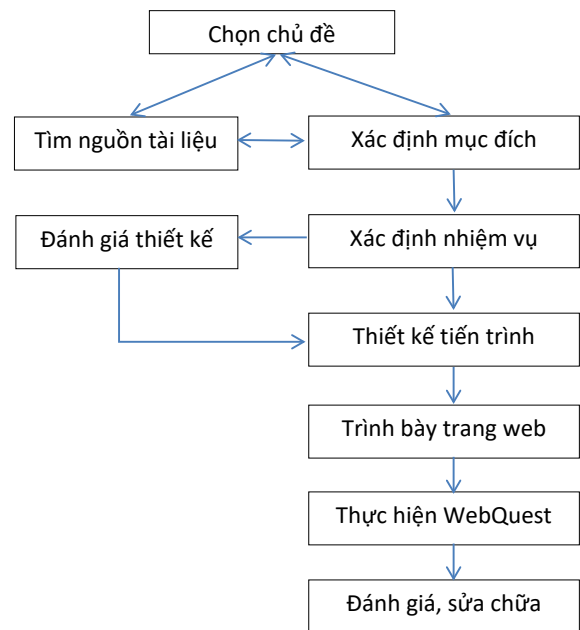 Chọn chủ đề
Tìm nguồn tài liệu
Xác định mục đích
Đánh giá thiết kế
Xác định nhiệm vụ
Thiết kế tiến trình
Trình bày trang web
Thực hiện WebQuest
Đánh giá, sửa chữa